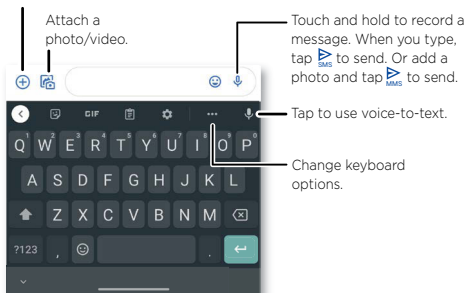 Attach a
photo/video.
Touch and hold to record a
message. When you type,
tap SMS to send. Or add a
photo and tap MMS to send.
GIF
Tap to use voice-to-text.
Q W E R T Y U I O P
1 2 3 4 5 6 7 8 9 0
Change keyboard
options.
A S D F G H J K L
Z X C V B N M
?123 , .